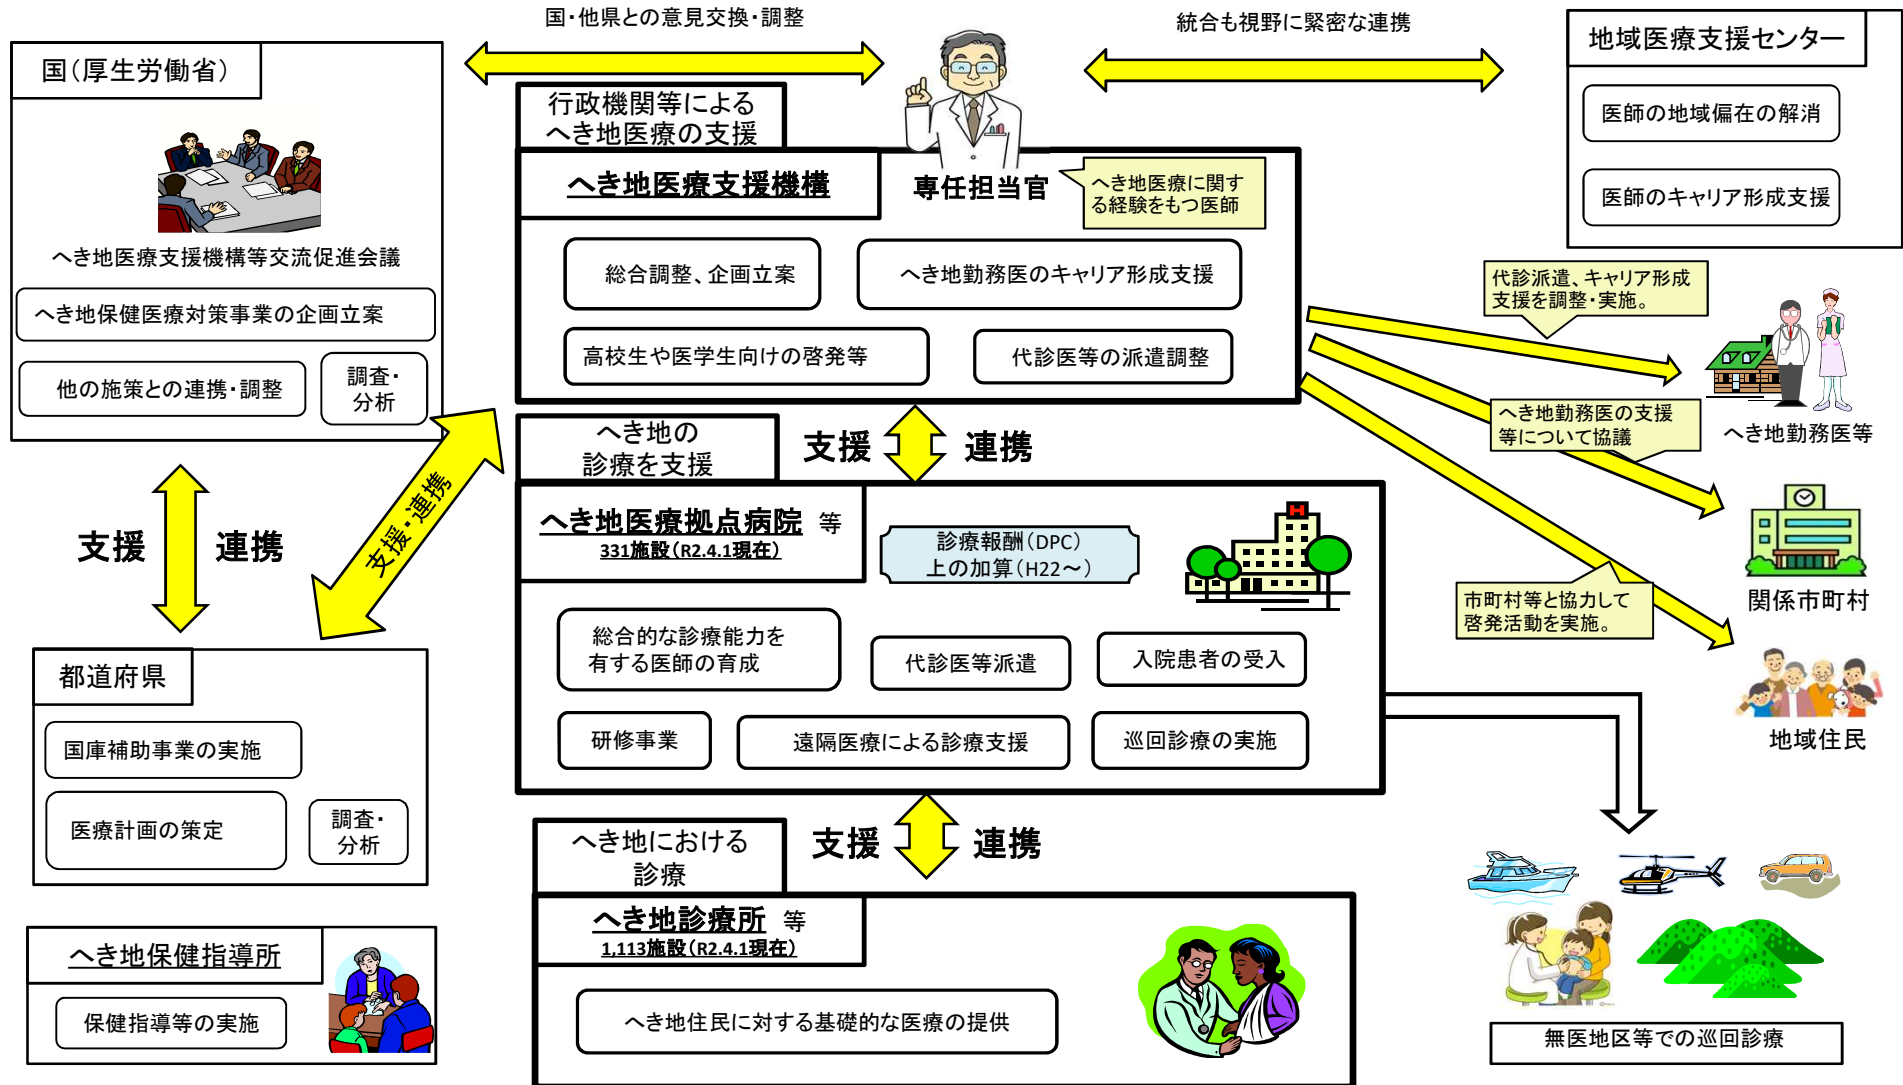 国・他県との意見交換・調整
統合も視野に緊密な連携
国（厚生労働省）
へき地医療支援機構等交流促進会議
へき地保健医療対策事業の企画立案
他の施策との連携・調整
調査・
分析
行政機関等による
へき地医療の支援
へき地医療支援機構
専任担当官
へき地医療に関す
る経験をもつ医師
総合調整、企画立案
へき地勤務医のキャリア形成支援
高校生や医学生向けの啓発等
代診医等の派遣調整
地域医療支援センター
医師の地域偏在の解消
医師のキャリア形成支援
代診派遣、キャリア形成
支援を調整・実施。
へき地勤務医等
へき地勤務医の支援
等について協議
関係市町村
市町村等と協力して
啓発活動を実施。
地域住民
支援
連携
支援・連携
へき地の
診療を支援
支援
連携
へき地医療拠点病院 等
331施設（R2.4.1現在）
診療報酬（DPC）
上の加算（H22～）
H
総合的な診療能力を
有する医師の育成
代診医等派遣
入院患者の受入
研修事業
遠隔医療による診療支援
巡回診療の実施
都道府県
国庫補助事業の実施
医療計画の策定
調査・
分析
へき地における
診療
支援
連携
へき地診療所 等
1,113施設（R2.4.1現在）
へき地住民に対する基礎的な医療の提供
へき地保健指導所
保健指導等の実施
無医地区等での巡回診療